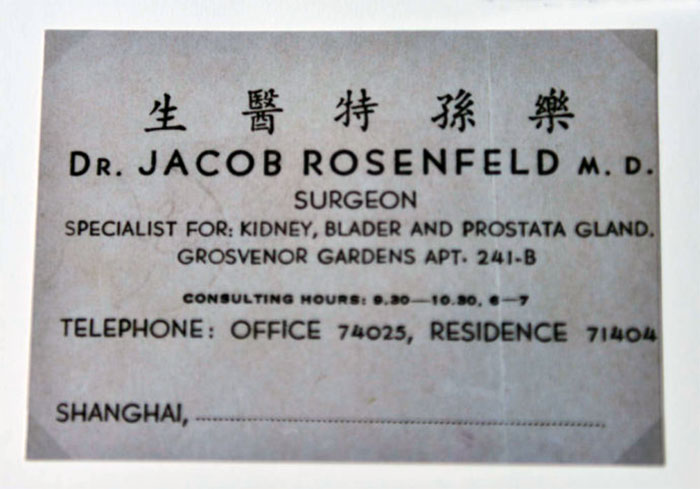 樂孫特醫生
DR. JACOB ROSENFELD M. D.
SURGEON
SPECIALIST FOR: KIDNEY, BLADER AND PROSTATA GLAND.
GROSVENOR GARDENS APT. 241-B
CONSULTING HOURS: 9.30—10.30, 6—7
TELEPHONE: OFFICE 74025, RESIDENCE 71404
SHANGHAI,